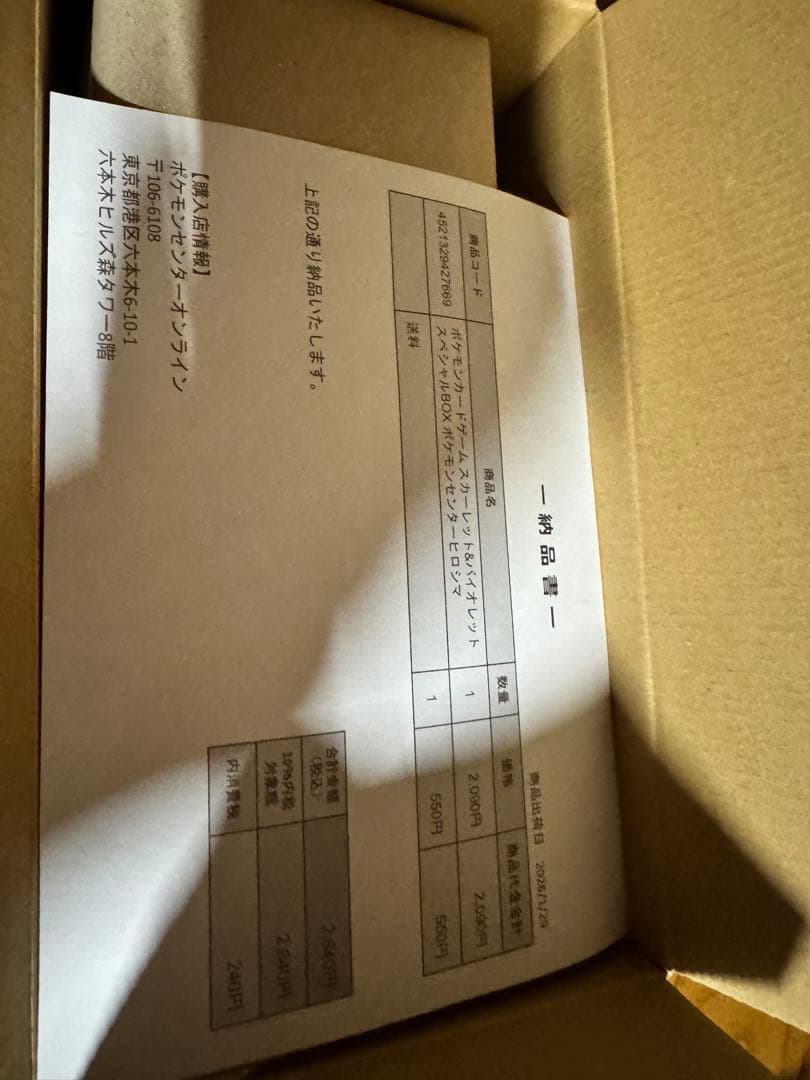 ― 納 品 書 ―
商品出荷日 2025/1/29
商品コード 商品名 数量 価格 商品代金合計
4521329427669 ポケモンカードゲーム スカーレット&バイオレット スペシャルBOX ポケモンセンターヒロシマ 1 2,090円 2,090円
送料 1 550円 550円
合計金額(税込) 2,640円
10%内税対象額 2,640円
内消費税 240円
上記の通り納品いたします。
【購入店情報】
ポケモンセンターオンライン
〒106-6108
東京都港区六本木6-10-1
六本木ヒルズ森タワー8階